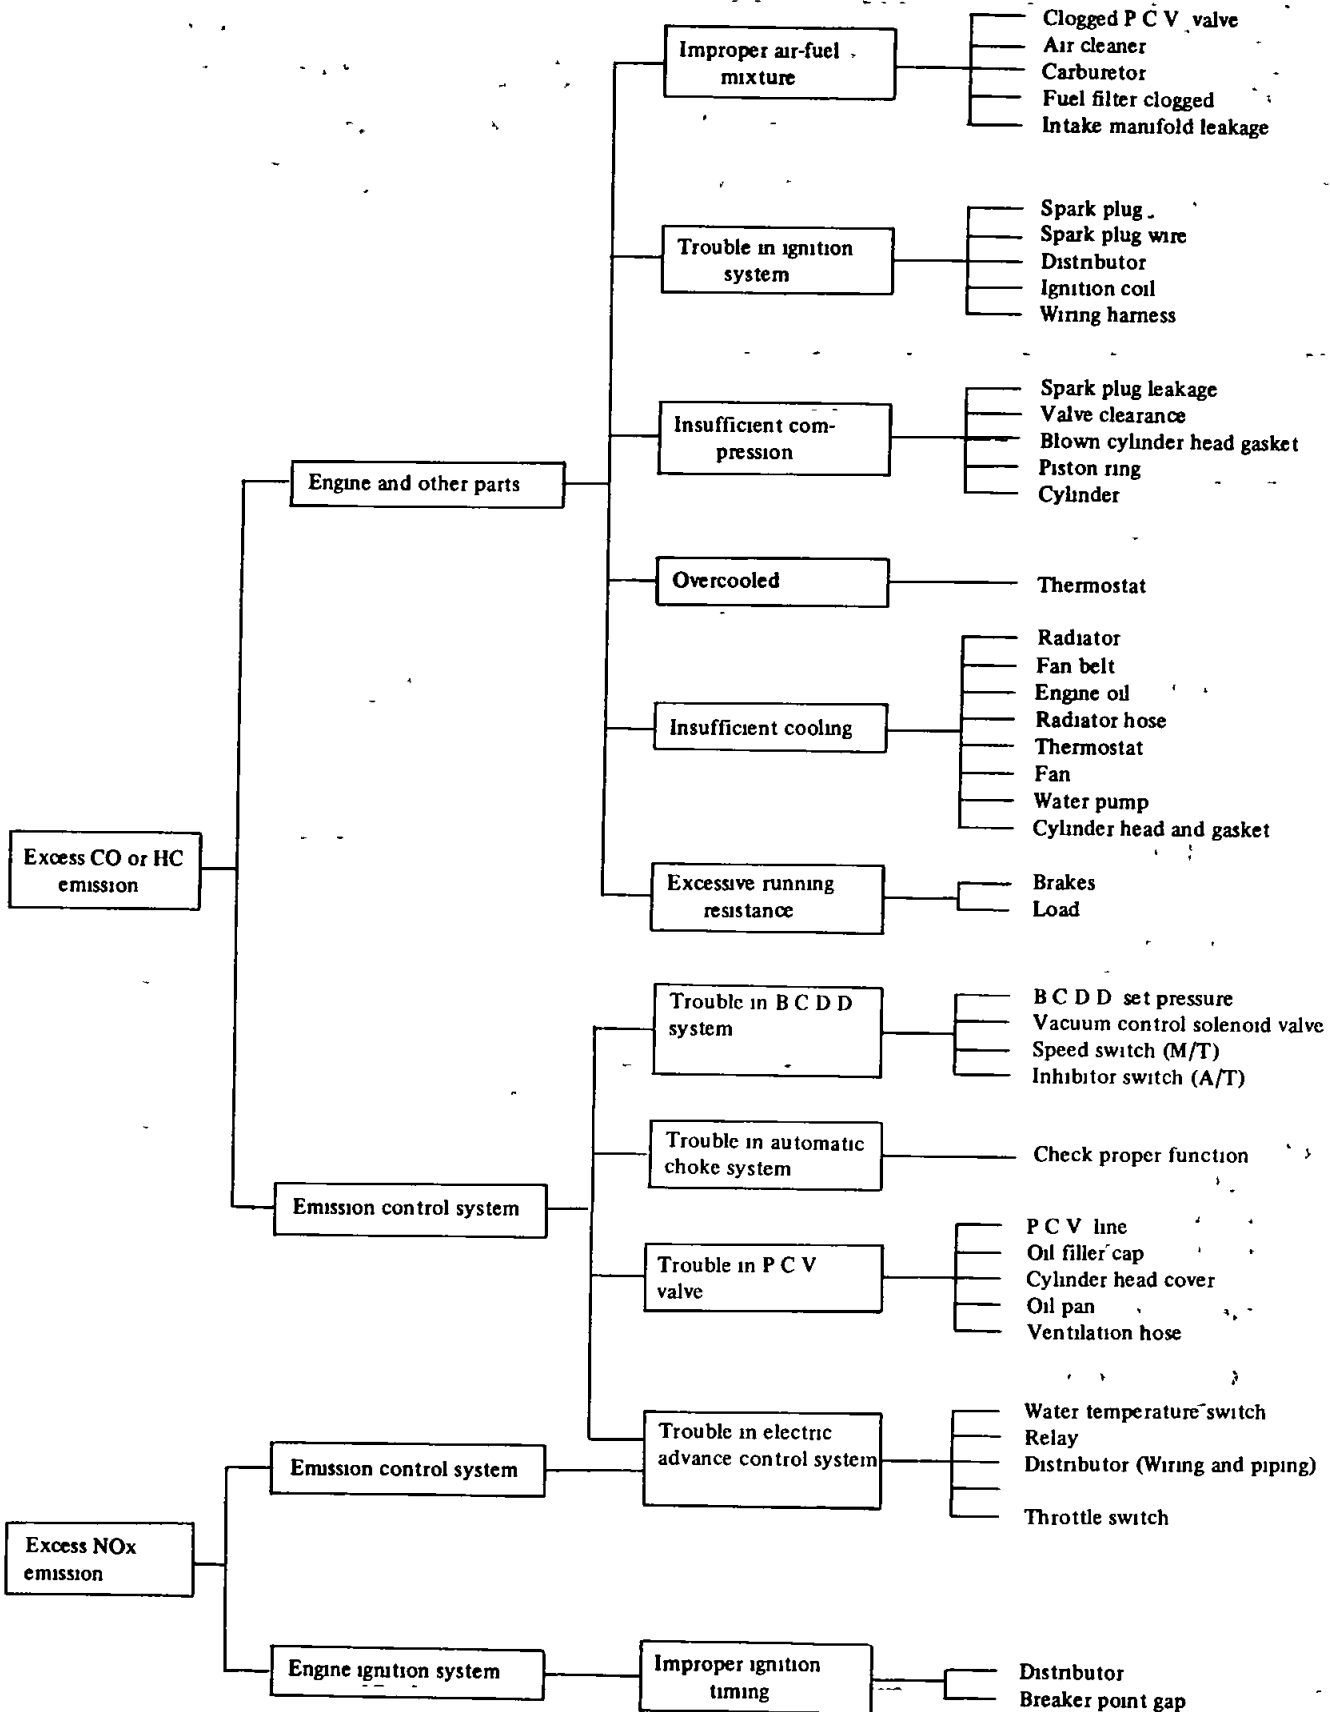 Improper air-fuel
mixture
Clogged P C V valve
Air cleaner
Carburetor
Fuel filter clogged
Intake manifold leakage
Trouble in ignition
system
Spark plug
Spark plug wire
Distributor
Ignition coil
Wiring harness
Insufficient com-
pression
Spark plug leakage
Valve clearance
Blown cylinder head gasket
Piston ring
Cylinder
Engine and other parts
Overcooled
Thermostat
Insufficient cooling
Radiator
Fan belt
Engine oil
Radiator hose
Thermostat
Fan
Water pump
Cylinder head and gasket
Excess CO or HC
emission
Excessive running
resistance
Brakes
Load
Trouble in B C D D
system
B C D D set pressure
Vacuum control solenoid valve
Speed switch (M/T)
Inhibitor switch (A/T)
Trouble in automatic
choke system
Check proper function
Emission control system
Trouble in P C V
valve
P C V line
Oil filler cap
Cylinder head cover
Oil pan
Ventilation hose
Trouble in electric
advance control system
Water temperature switch
Relay
Distributor (Wiring and piping)
Throttle switch
Emission control system
Excess NOx
emission
Engine ignition system
Improper ignition
timing
Distributor
Breaker point gap